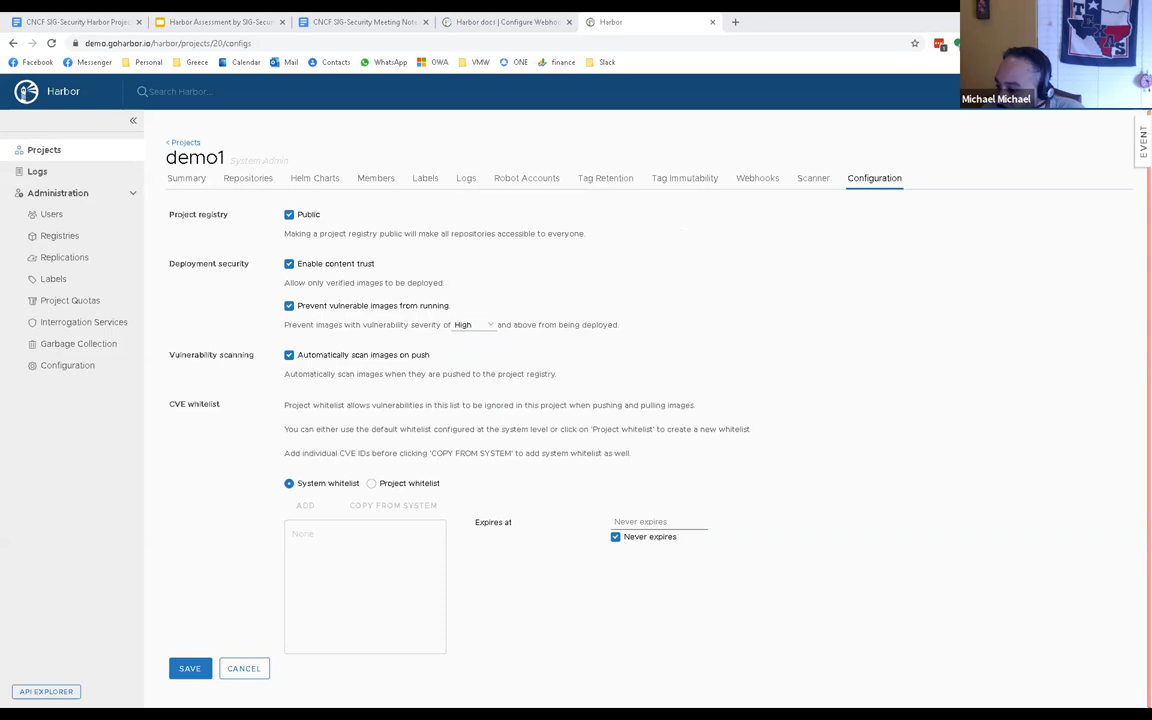 CNCF SIG-Security Harbor Projec
Harbor Assessment by SIG-Secur
CNCF SIG-Security Meeting Note
Harbor docs | Configure Webhoo
Harbor
demo.goharbor.io/harbor/projects/20/configs
Facebook
Messenger
Personal
Greece
Calendar
Mail
Contacts
WhatsApp
OWA
VMW
ONE
finance
Slack
TEXAS
Michael Michael
Harbor
Search Harbor...
EVENT
Projects
Logs
Administration
Users
Registries
Replications
Labels
Project Quotas
Interrogation Services
Garbage Collection
Configuration
API EXPLORER
< Projects
demo1 System Admin
Summary
Repositories
Helm Charts
Members
Labels
Logs
Robot Accounts
Tag Retention
Tag Immutability
Webhooks
Scanner
Configuration
Project registry
Public
Making a project registry public will make all repositories accessible to everyone.
Deployment security
Enable content trust
Allow only verified images to be deployed.
Prevent vulnerable images from running.
Prevent images with vulnerability severity of High and above from being deployed.
Vulnerability scanning
Automatically scan images on push
Automatically scan images when they are pushed to the project registry.
CVE whitelist
Project whitelist allows vulnerabilities in this list to be ignored in this project when pushing and pulling images.
You can either use the default whitelist configured at the system level or click on 'Project whitelist' to create a new whitelist
Add individual CVE IDs before clicking 'COPY FROM SYSTEM' to add system whitelist as well.
System whitelist
Project whitelist
ADD
COPY FROM SYSTEM
None
Expires at
Never expires
Never expires
SAVE
CANCEL